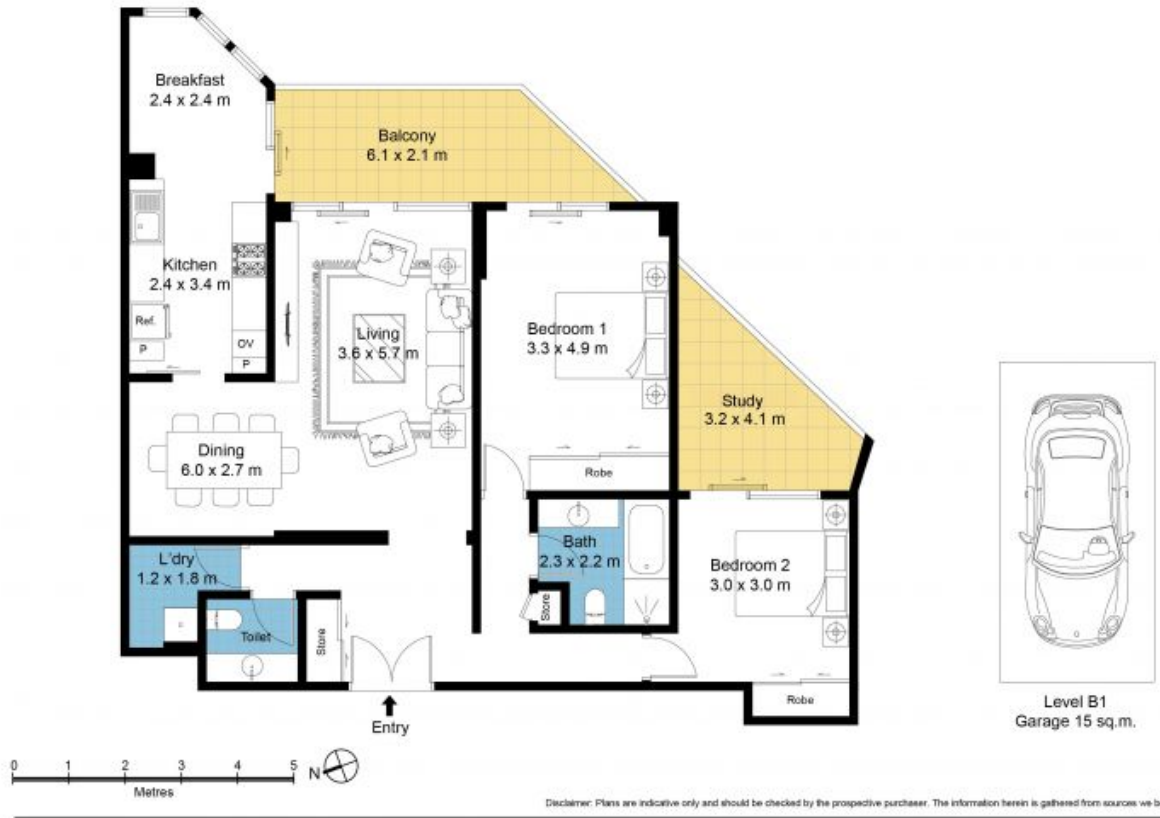 Breakfast
2.4 x 2.4 m
Balcony
6.1 x 2.1 m
Kitchen
2.4 x 3.4 m
Ref.
P
OV
P
Living
3.6 x 5.7 m
Bedroom 1
3.3 x 4.9 m
Robe
Study
3.2 x 4.1 m
Dining
6.0 x 2.7 m
L'dry
1.2 x 1.8 m
Toilet
Store
Bath
2.3 x 2.2 m
Store
Bedroom 2
3.0 x 3.0 m
Robe
Entry
Level B1
Garage 15 sq.m.
0 1 2 3 4 5
Metres
N
Disclaimer: Plans are indicative only and should be checked by the prospective purchaser. The information herein is gathered from sources we b